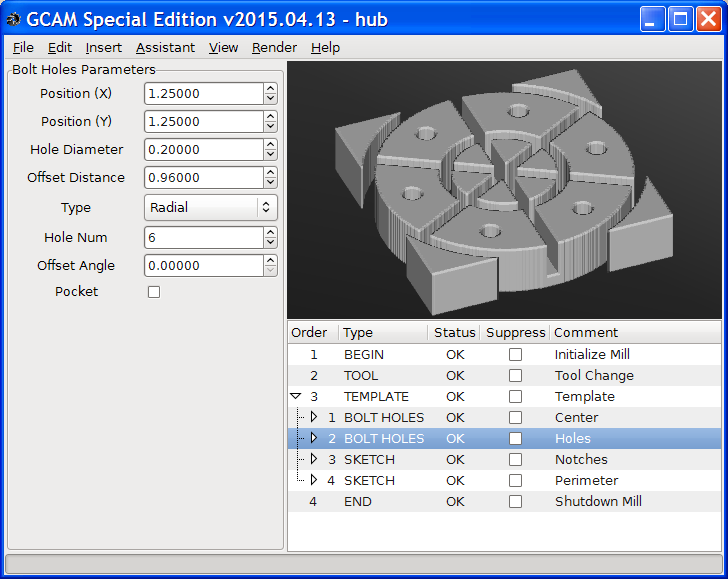 GCAM Special Edition v2015.04.13 - hub
File Edit Insert Assistant View Render Help
Bolt Holes Parameters
Position (X) 1.25000
Position (Y) 1.25000
Hole Diameter 0.20000
Offset Distance 0.96000
Type Radial
Hole Num 6
Offset Angle 0.00000
Pocket
Order Type Status Suppress Comment
1 BEGIN OK Initialize Mill
2 TOOL OK Tool Change
3 TEMPLATE OK Template
1 BOLT HOLES OK Center
2 BOLT HOLES OK Holes
3 SKETCH OK Notches
4 SKETCH OK Perimeter
4 END OK Shutdown Mill